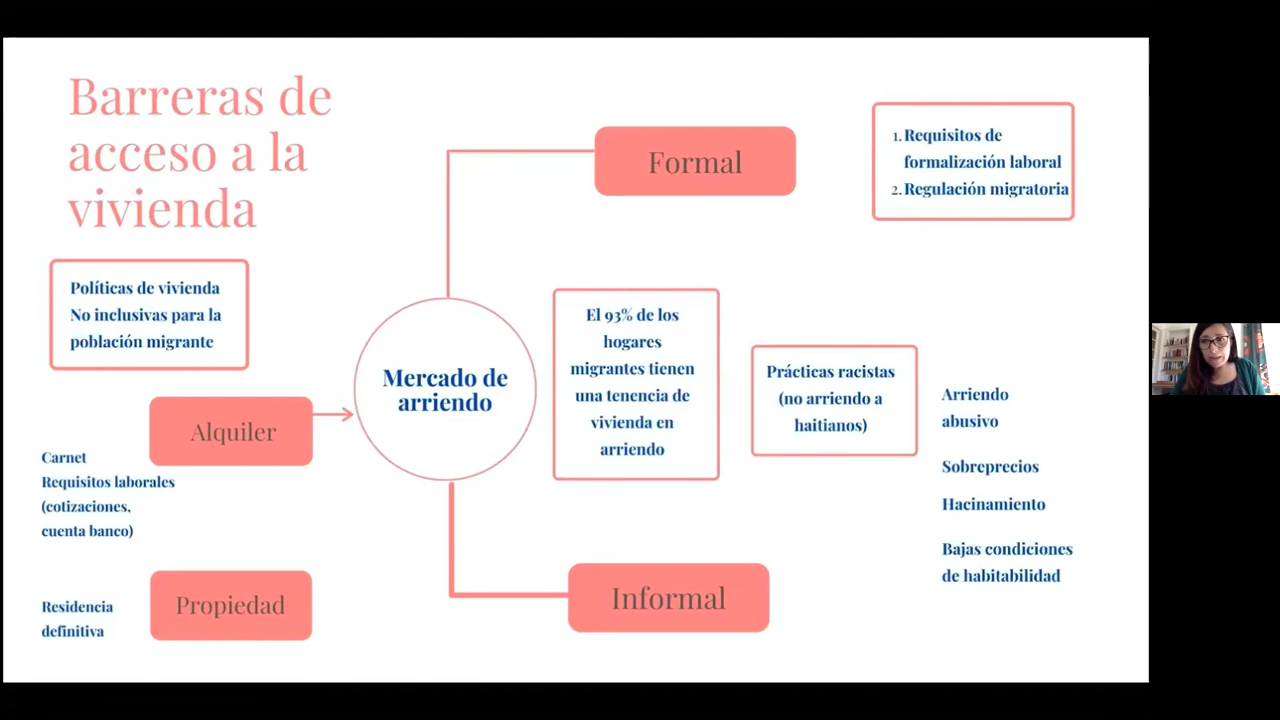 Barreras de
acceso a la
vivienda
Políticas de vivienda
No inclusivas para la
población migrante
Alquiler
Carnet
Requisitos laborales
(cotizaciones,
cuenta banco)
Propiedad
Residencia
definitiva
Mercado de
arriendo
Formal
1. Requisitos de
formalización laboral
2. Regulación migratoria
El 93% de los
hogares
migrantes tienen
una tenencia de
vivienda en
arriendo
Prácticas racistas
(no arriendo a
haitianos)
Arriendo
abusivo
Sobreprecios
Hacinamiento
Bajas condiciones
de habitabilidad
Informal